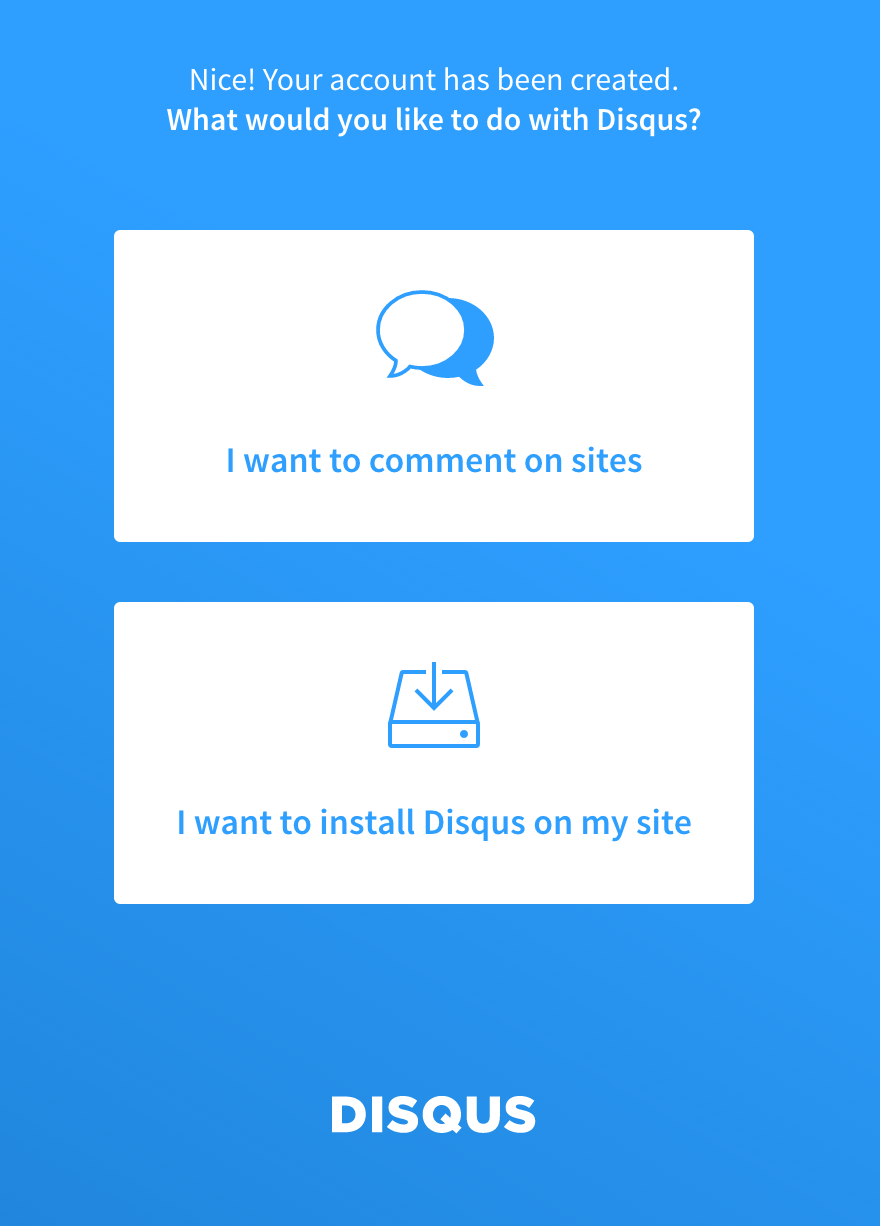 Nice! Your account has been created.
What would you like to do with Disqus?
I want to comment on sites
I want to install Disqus on my site
DISQUS